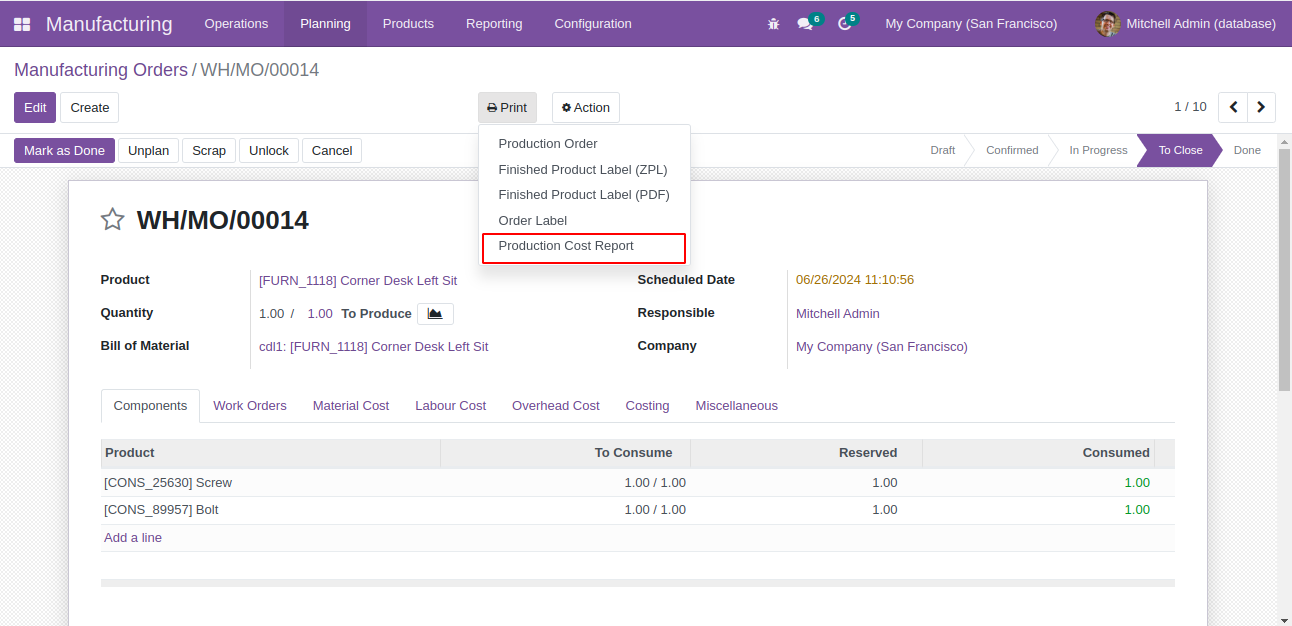 Manufacturing Operations Planning Products Reporting Configuration 6 5 My Company (San Francisco) Mitchell Admin (database)
Manufacturing Orders / WH/MO/00014
Edit Create Print Action 1 / 10
Mark as Done Unplan Scrap Unlock Cancel Draft Confirmed In Progress To Close Done
Production Order
Finished Product Label (ZPL)
Finished Product Label (PDF)
Order Label
Production Cost Report
WH/MO/00014
Product [FURN_1118] Corner Desk Left Sit Scheduled Date 06/26/2024 11:10:56
Quantity 1.00 / 1.00 To Produce Responsible Mitchell Admin
Bill of Material cdl1: [FURN_1118] Corner Desk Left Sit Company My Company (San Francisco)
Components Work Orders Material Cost Labour Cost Overhead Cost Costing Miscellaneous
Product To Consume Reserved Consumed
[CONS_25630] Screw 1.00 / 1.00 1.00 1.00
[CONS_89957] Bolt 1.00 / 1.00 1.00 1.00
Add a line